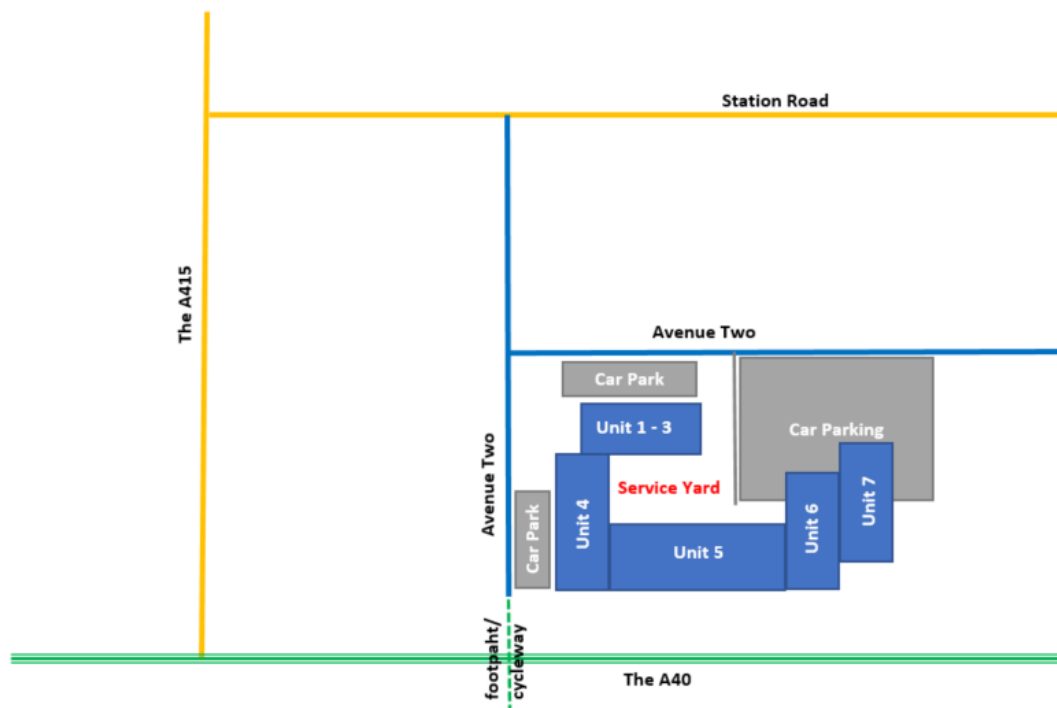 Station Road
The A415
Avenue Two
Car Park
Unit 1 - 3
Car Parking
Avenue Two
Service Yard
Unit 4
Car Park
Unit 5
Unit 6
Unit 7
footpaht/
cycleway
The A40